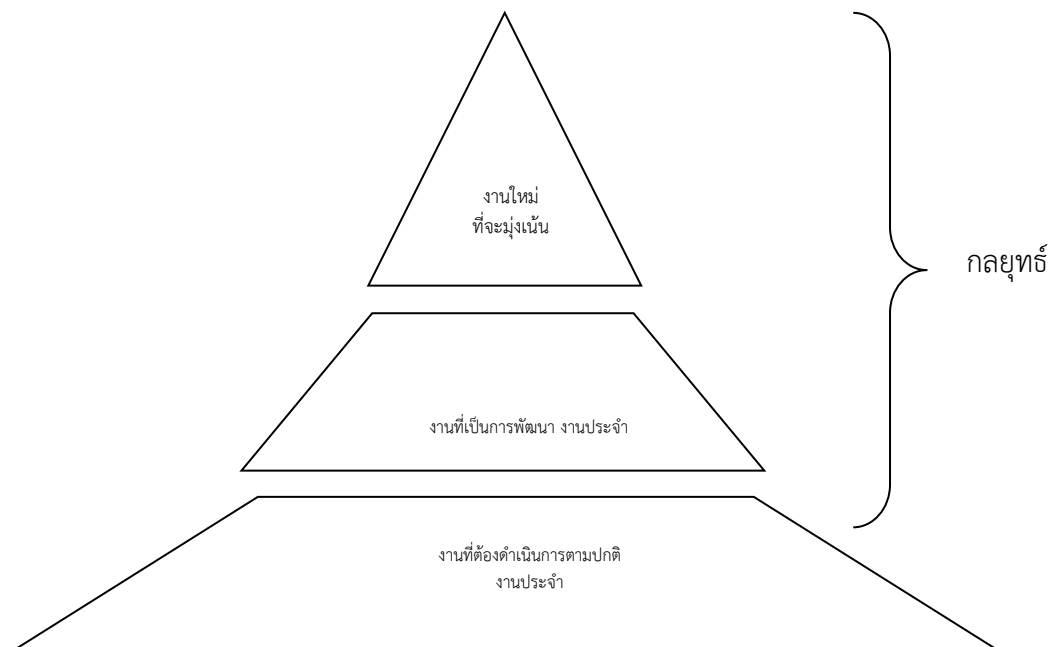 งานใหม่
ที่จะมุ่งเน้น
กลยุทธ์
งานที่เป็นการพัฒนา งานประจำ
งานที่ต้องดำเนินการตามปกติ
งานประจำ